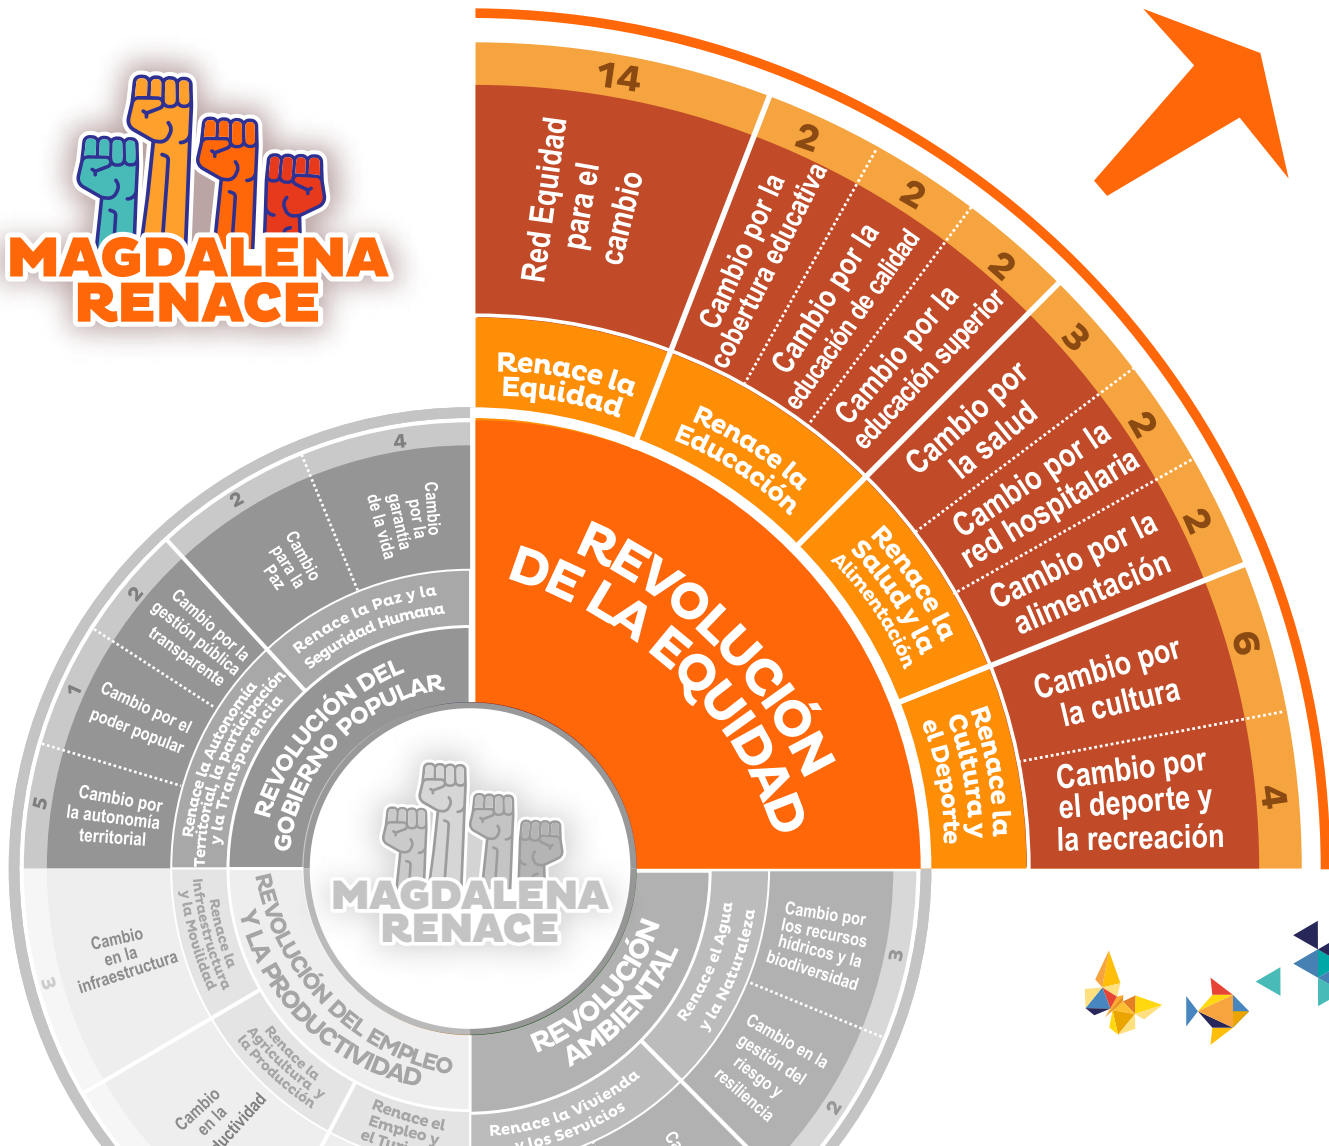 MAGDALENA
RENACE
14
Red Equidad
para el
cambio
2
Cambio por la
cobertura educativa
2
Cambio por la
educación de calidad
2
Cambio por la
educación superior
3
Cambio por
la salud
2
Cambio por la
red hospitalaria
2
Cambio por la
alimentación
6
Cambio por
la cultura
4
Cambio por
el deporte y
la recreación
Renace la
Equidad
Renace la
Educación
Renace la
Salud y la
Alimentación
Renace la
Cultura y
el Deporte
REVOLUCIÓN
DE LA EQUIDAD
4
Cambio
por la
garantía
de la vida
2
Cambio
para la
Paz
Renace la Paz y la
Seguridad Humana
2
Cambio por la
gestión pública
transparente
1
Cambio por el
poder popular
5
Cambio por
la autonomía
territorial
Renace la Autonomía
Territorial, la participación
y la Transparencia
REVOLUCIÓN DEL
GOBIERNO POPULAR
MAGDALENA
RENACE
3
Cambio
en la
infraestructura
Renace la
Infraestructura
y la Movilidad
REVOLUCIÓN DEL EMPLEO
Y LA PRODUCTIVIDAD
Renace la
Agricultura y
la Producción
Cambio
en la
ductividad
Renace el
Empleo y
REVOLUCIÓN
AMBIENTAL
Renace el Agua
y la Naturaleza
3
Cambio por
los recursos
hídricos y la
biodiversidad
2
Cambio en la
gestión del
riesgo y
resiliencia
Renace la Vivienda
y los Servicios